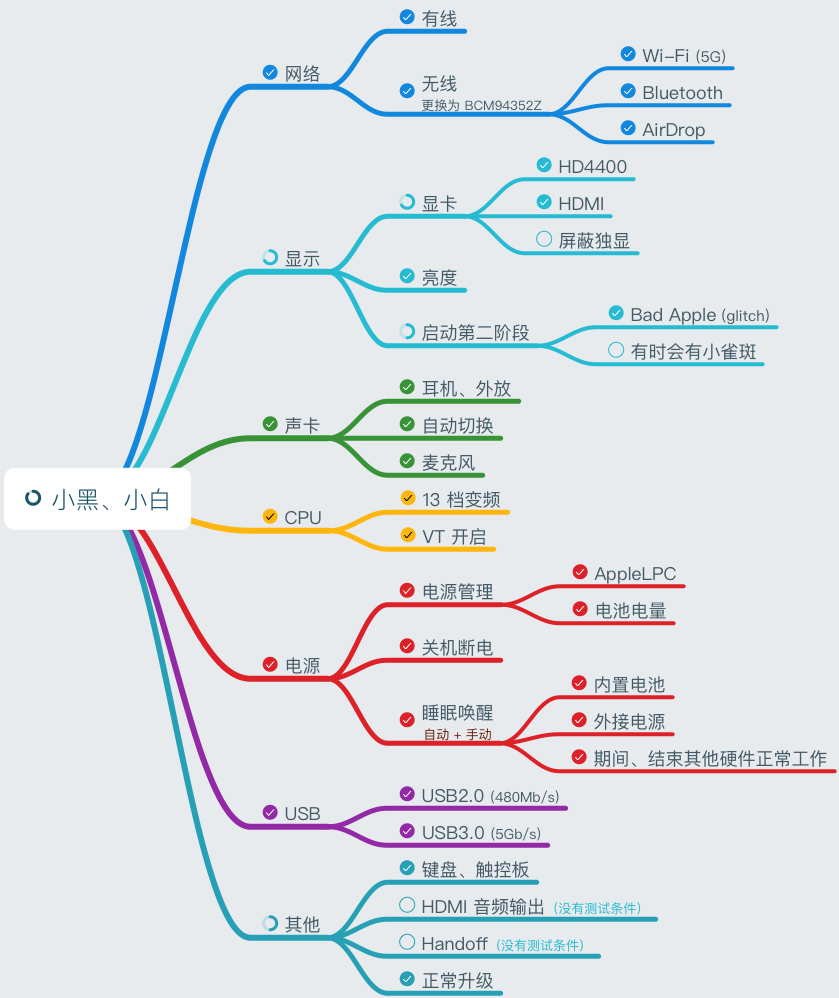 小黑、小白
网络
有线
无线
更换为 BCM94352Z
Wi-Fi (5G)
Bluetooth
AirDrop
显示
显卡
HD4400
HDMI
屏蔽独显
亮度
启动第二阶段
Bad Apple (glitch)
有时会有小雀斑
声卡
耳机、外放
自动切换
麦克风
CPU
13 档变频
VT 开启
电源
电源管理
AppleLPC
电池电量
关机断电
睡眠唤醒
自动 + 手动
内置电池
外接电源
期间、结束其他硬件正常工作
USB
USB2.0 (480Mb/s)
USB3.0 (5Gb/s)
其他
键盘、触控板
HDMI 音频输出 (没有测试条件)
Handoff (没有测试条件)
正常升级